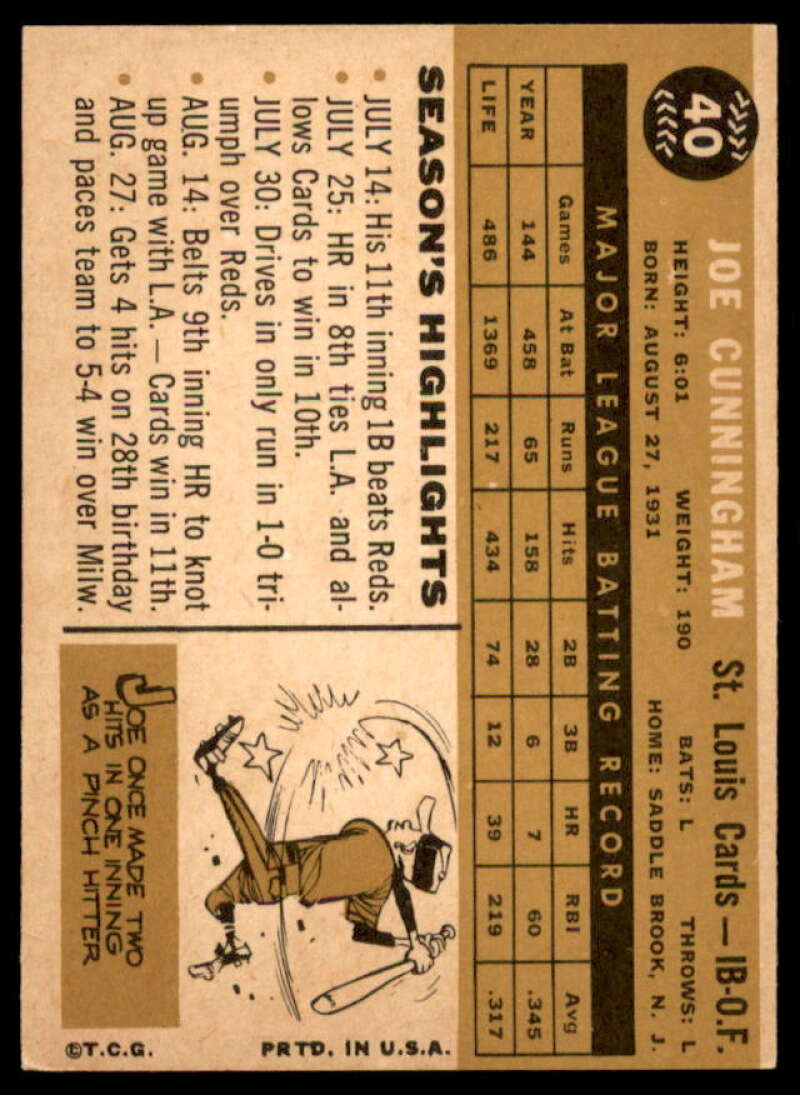 40
JOE CUNNINGHAM St. Louis Cards — 1B-O.F.
HEIGHT: 6:01 WEIGHT: 190 BATS: L THROWS: L
BORN: AUGUST 27, 1931 HOME: SADDLE BROOK, N. J.
MAJOR LEAGUE BATTING RECORD
Games At Bat Runs Hits 2B 3B HR RBI Avg
YEAR 144 458 65 158 28 6 7 60 .345
LIFE 486 1369 217 434 74 12 39 219 .317
SEASON'S HIGHLIGHTS
• JULY 14: His 11th inning 1B beats Reds.
• JULY 25: HR in 8th ties L.A. and al-
lows Cards to win in 10th.
• JULY 30: Drives in only run in 1-0 tri-
umph over Reds.
• AUG. 14: Belts 9th inning HR to knot
up game with L.A. — Cards win in 11th.
• AUG. 27: Gets 4 hits on 28th birthday
and paces team to 5-4 win over Milw.
JOE ONCE MADE TWO
HITS IN ONE INNING
AS A PINCH HITTER
©T.C.G. PRTD. IN U.S.A.